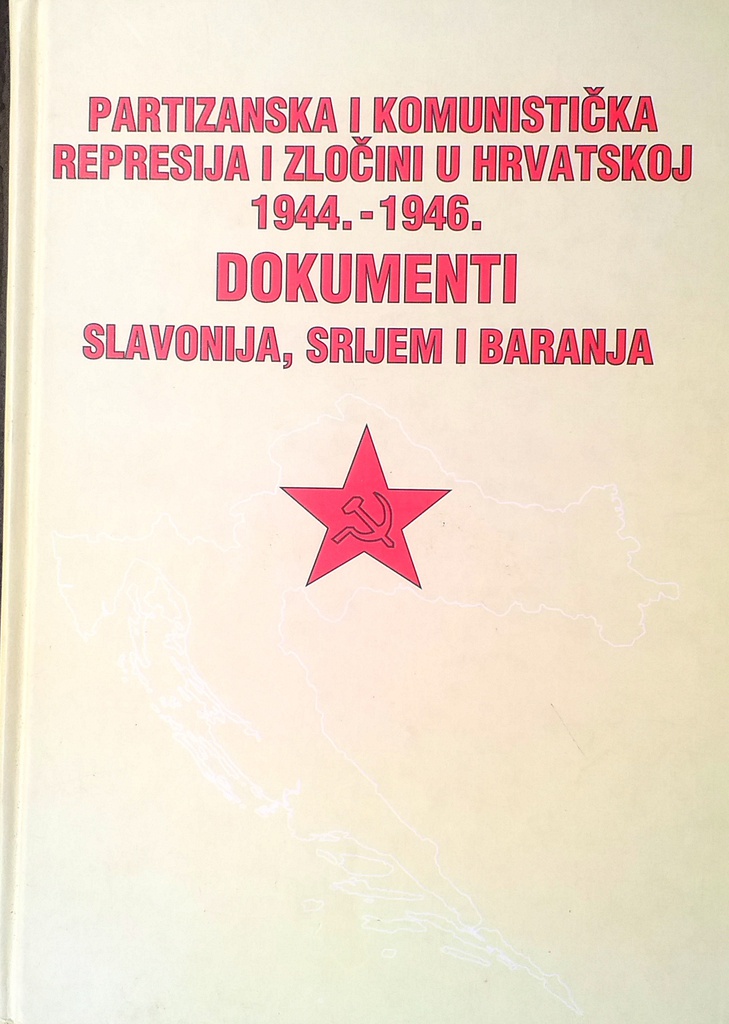 PARTIZANSKA I KOMUNISTIČKA
REPRESIJA I ZLOČINI U HRVATSKOJ
1944.-1946.
DOKUMENTI
SLAVONIJA, SRIJEM I BARANJA